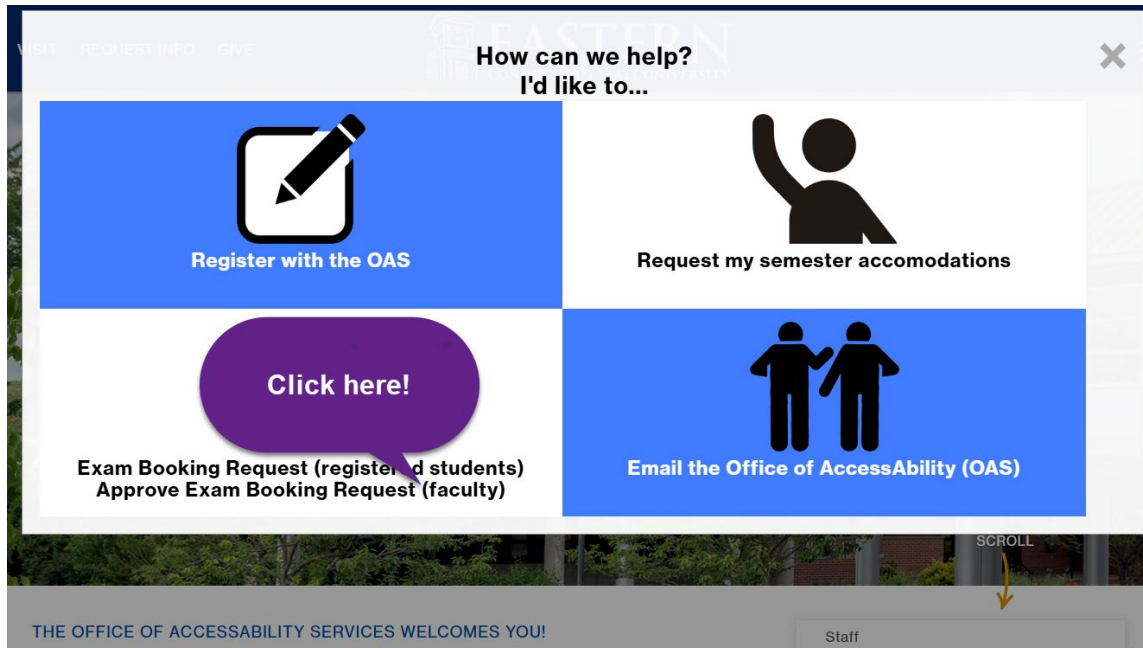 VISIT REQUEST INFO GIVE
EASTERN
How can we help?
I'd like to...
Register with the OAS
Request my semester accomodations
Click here!
Exam Booking Request (registe d students)
Approve Exam Booking Request (faculty)
Email the Office of AccessAbility (OAS)
SCROLL
THE OFFICE OF ACCESSABILITY SERVICES WELCOMES YOU!
Staff